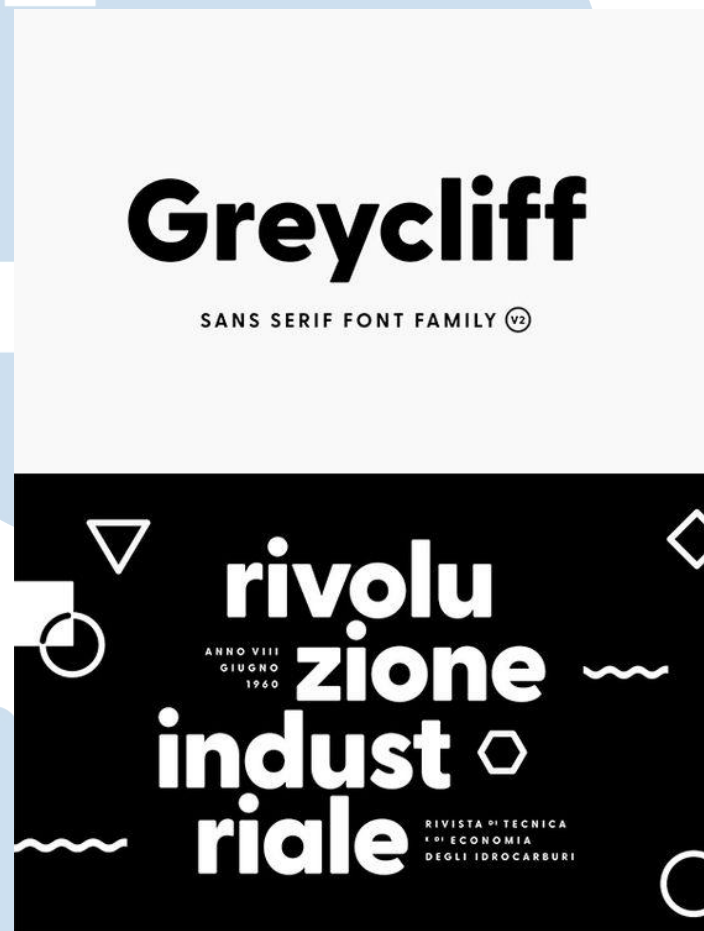 Greycliff
SANS SERIF FONT FAMILY V2
rivolu
zione
ANNO VIII
GIUGNO
1960
indust
riale
RIVISTA DI TECNICA
E DI ECONOMIA
DEGLI IDROCARBURI